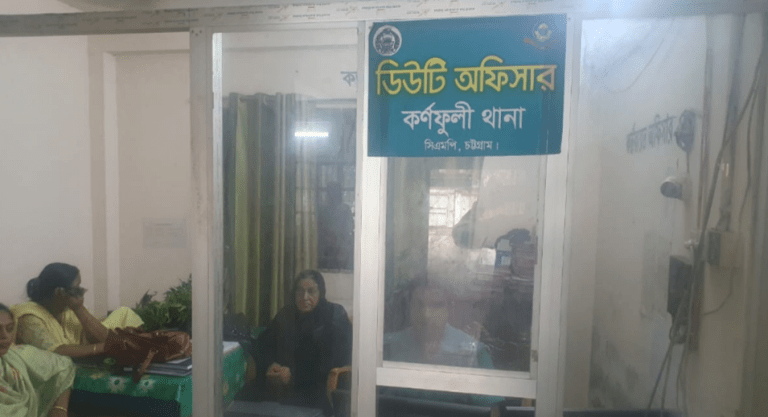 ডিউটি অফিসার
কর্ণফুলী থানা
সিএমপি, চট্টগ্রাম।